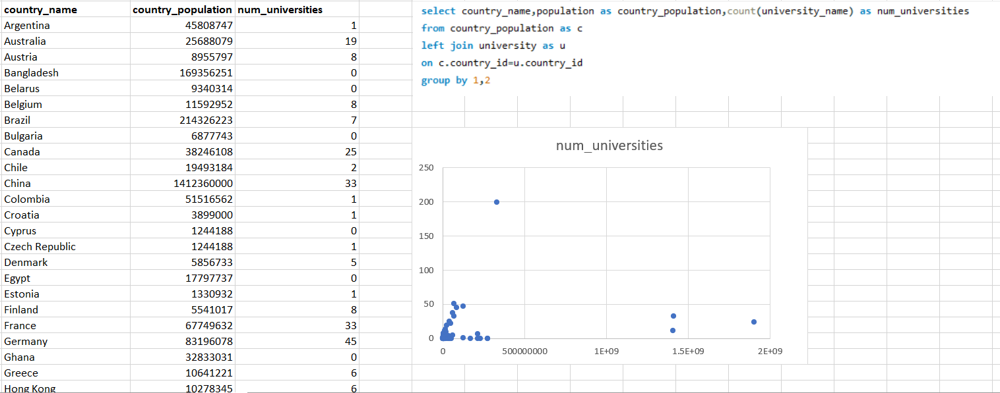 country_name country_population num_universities
Argentina 45808747 1
Australia 25688079 19
Austria 8955797 8
Bangladesh 169356251 0
Belarus 9340314 0
Belgium 11592952 8
Brazil 214326223 7
Bulgaria 6877743 0
Canada 38246108 25
Chile 19493184 2
China 1412360000 33
Colombia 51516562 1
Croatia 3899000 1
Cyprus 1244188 0
Czech Republic 1244188 1
Denmark 5856733 5
Egypt 17797737 0
Estonia 1330932 1
Finland 5541017 8
France 67749632 33
Germany 83196078 45
Ghana 32833031 0
Greece 10641221 6
Hong Kong 10278345 6
select country_name,population as country_population,count(university_name) as num_universities
from country_population as c
left join university as u
on c.country_id=u.country_id
group by 1,2
num_universities
250
200
150
100
50
0
0 500000000 1E+09 1.5E+09 2E+09